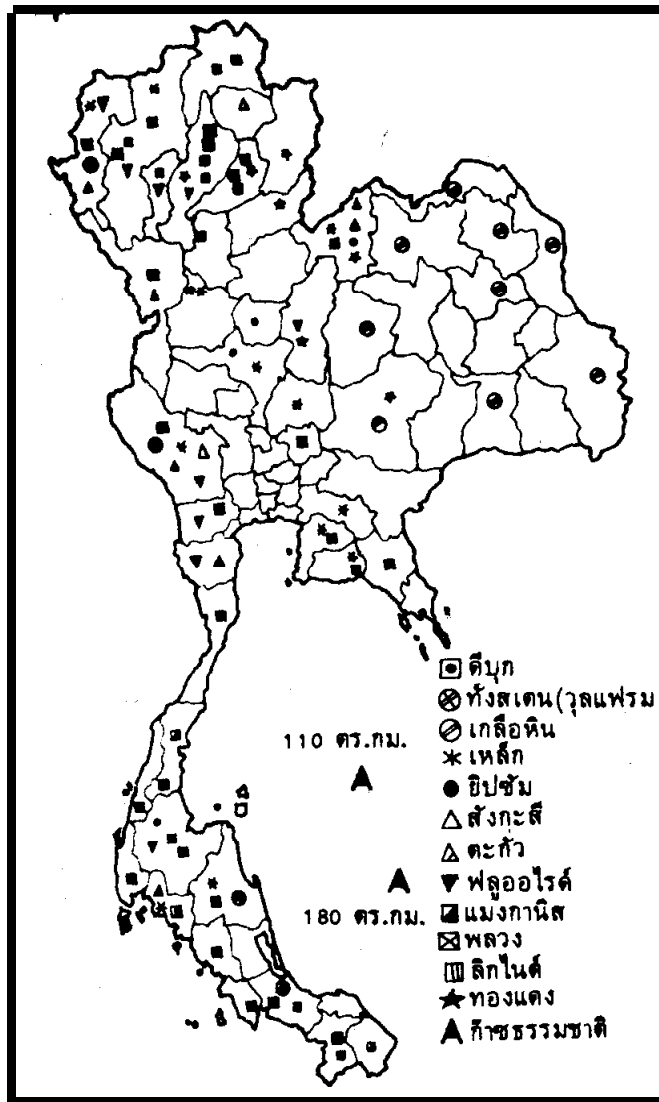 110 ตร.กม.
180 ตร.กม.
ดีบุก
ทังสเตน(วุลแฟรม
เกลือหิน
เหล็ก
ยิปซัม
สังกะสี
ตะกั่ว
ฟลูออไรด์
แมงกานิส
พลวง
ลิกไนต์
ทองแดง
ก๊าซธรรมชาติ